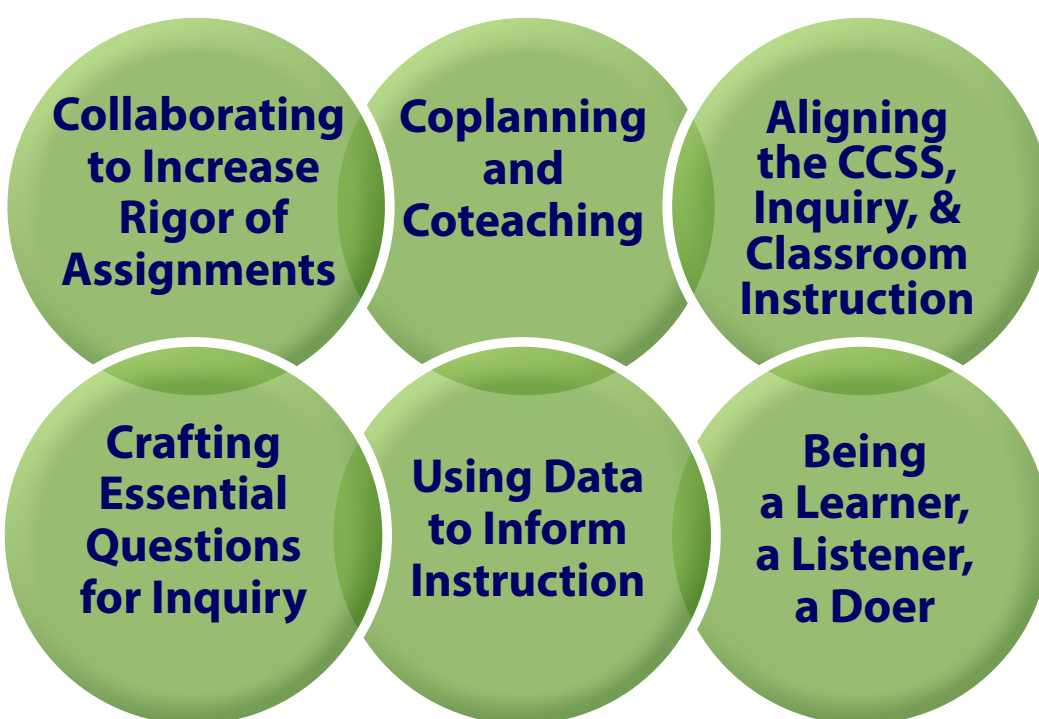 Collaborating
to Increase
Rigor of
Assignments
Coplanning
and
Coteaching
Aligning
the CCSS,
Inquiry, &
Classroom
Instruction
Crafting
Essential
Questions
for Inquiry
Using Data
to Inform
Instruction
Being
a Learner,
a Listener,
a Doer